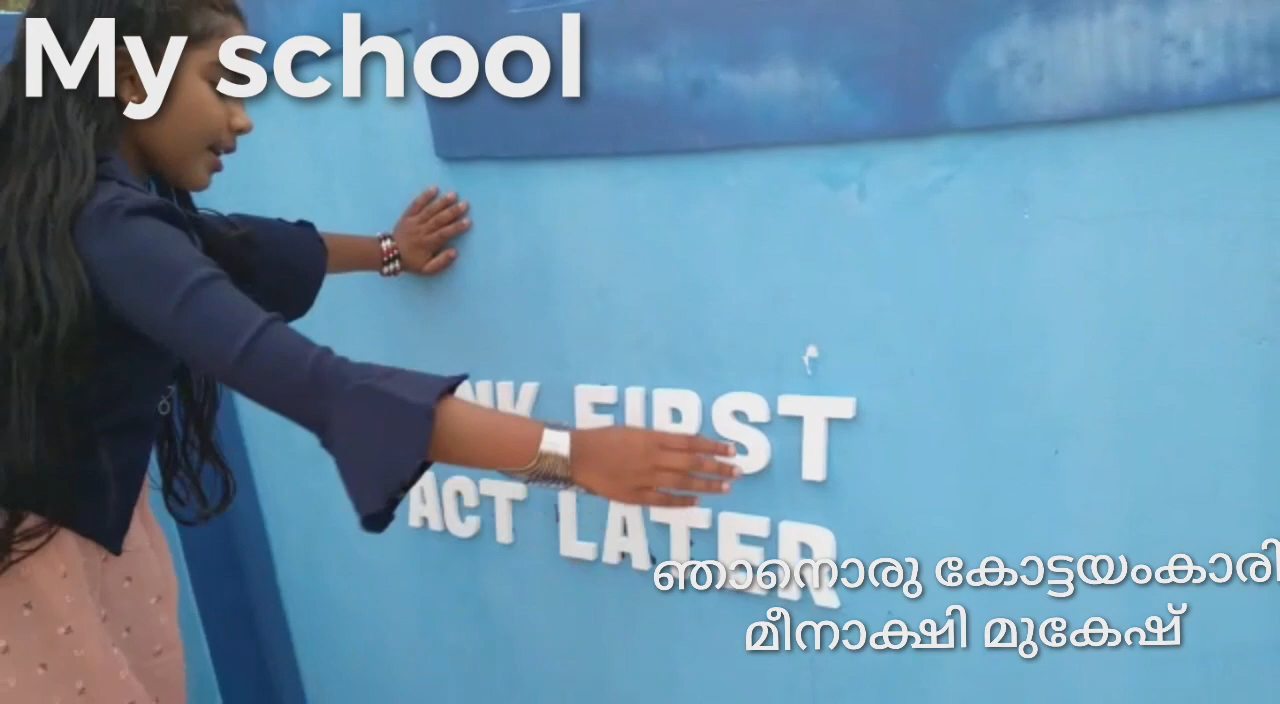 My school
FIRST
ACT LATER
ഞാനൊരു കോട്ടയംകാരി
മീനാക്ഷി മുകേഷ്